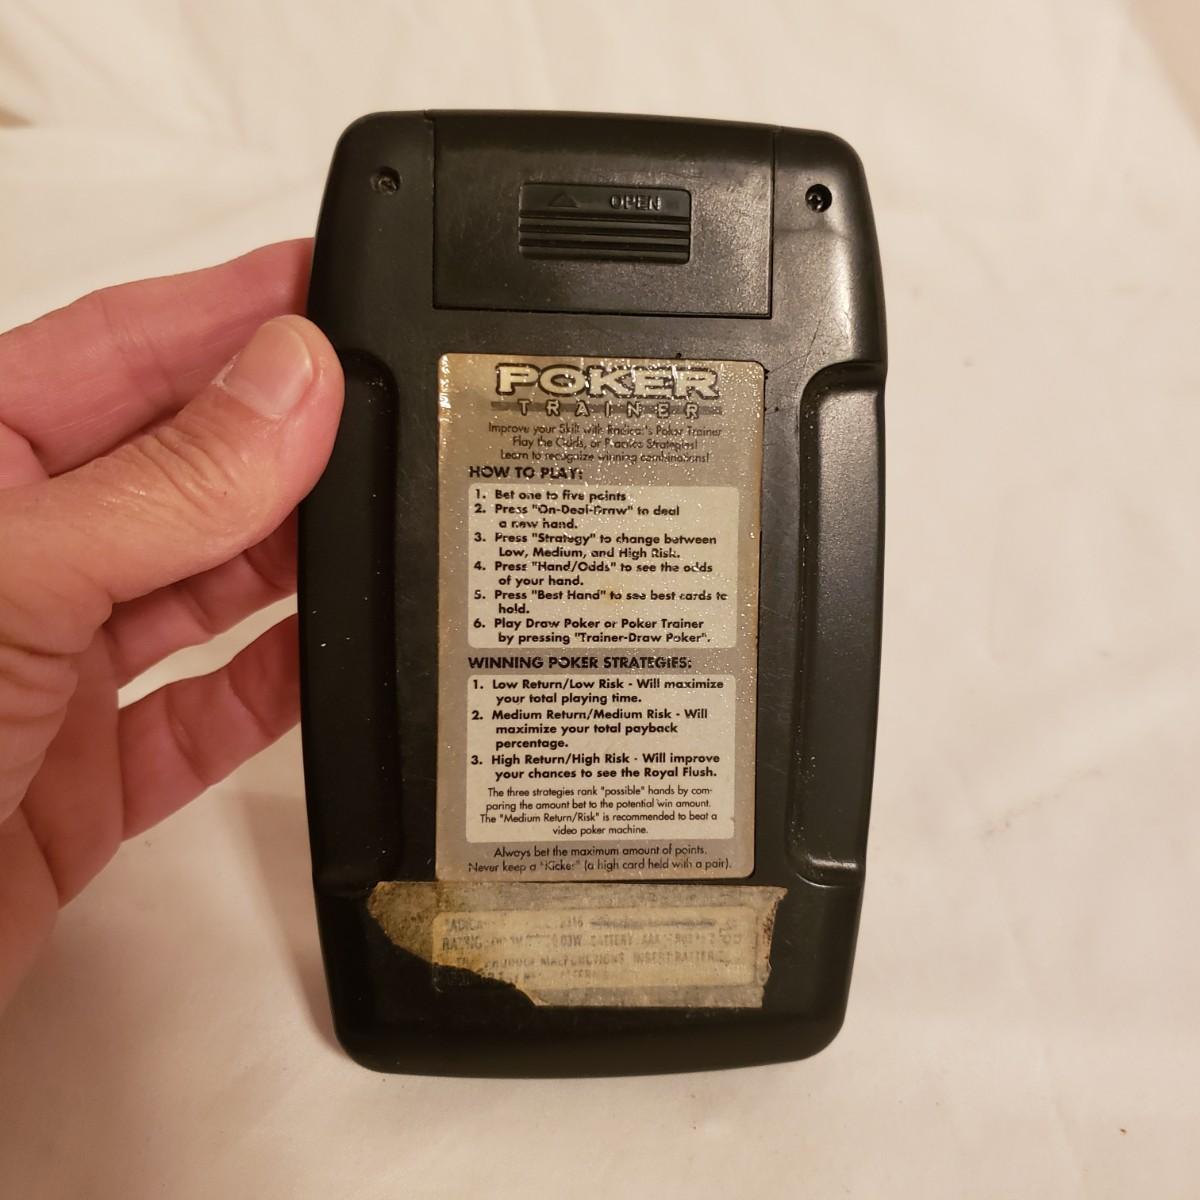 OPEN
POKER
TRAINER
Improve your Skill with Radica's Poker Trainer
Play the Odds, or Practice Strategies!
Learn to recognize winning combinations!
HOW TO PLAY:
1. Bet one to five points
2. Press "On-Deal-Draw" to deal
a new hand.
3. Press "Strategy" to change between
Low, Medium, and High Risk.
4. Press "Hand/Odds" to see the odds
of your hand.
5. Press "Best Hand" to see best cards to
hold.
6. Play Draw Poker or Poker Trainer
by pressing "Trainer-Draw Poker".
WINNING POKER STRATEGIES:
1. Low Return/Low Risk - Will maximize
your total playing time.
2. Medium Return/Medium Risk - Will
maximize your total payback
percentage.
3. High Return/High Risk - Will improve
your chances to see the Royal Flush.
The three strategies rank "possible" hands by com-
paring the amount bet to the potential win amount.
The "Medium Return/Risk" is recommended to beat a
video poker machine.
Always bet the maximum amount of points.
Never keep a "Kicker" (a high card held with a pair).
RATING BATTERY AAA
PRODUCT MALFUNCTIONS INSERT BATTERIES